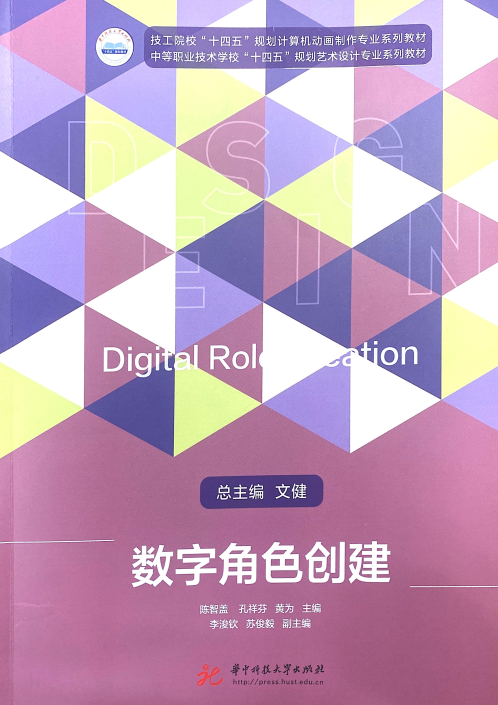 技工院校“十四五”规划计算机动画制作专业系列教材
中等职业技术学校“十四五”规划艺术设计专业系列教材
DSG
EIN
Digital Role
ation
总主编 文健
数字角色创建
陈智盖 孔祥芬 黄为 主编
李浚钦 苏俊毅 副主编
华中科技大学出版社
http://press.hust.edu.cn